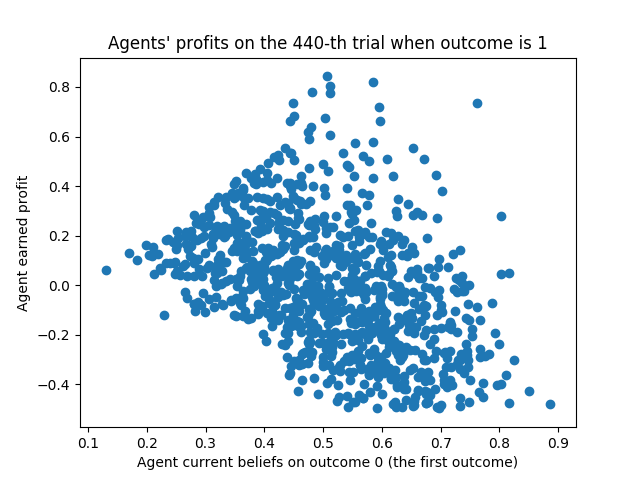 Agents' profits on the 440-th trial when outcome is 1
Agent earned profit
0.8
0.6
0.4
0.2
0.0
−0.2
−0.4
0.1 0.2 0.3 0.4 0.5 0.6 0.7 0.8 0.9
Agent current beliefs on outcome 0 (the first outcome)